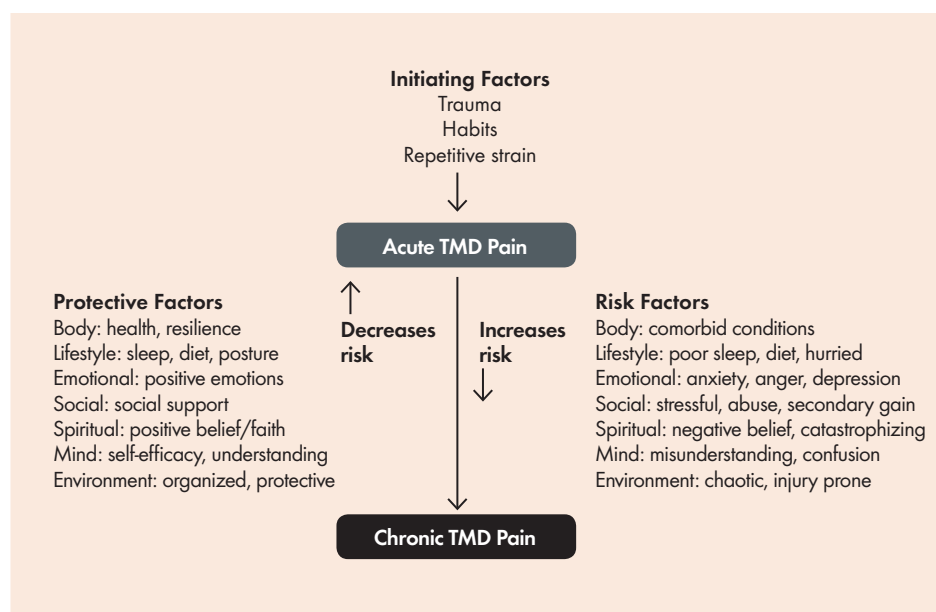 Initiating Factors
Trauma
Habits
Repetitive strain
Acute TMD Pain
Protective Factors
Body: health, resilience
Lifestyle: sleep, diet, posture
Emotional: positive emotions
Social: social support
Spiritual: positive belief/faith
Mind: self-efficacy, understanding
Environment: organized, protective
Decreases
risk
Increases
risk
Risk Factors
Body: comorbid conditions
Lifestyle: poor sleep, diet, hurried
Emotional: anxiety, anger, depression
Social: stressful, abuse, secondary gain
Spiritual: negative belief, catastrophizing
Mind: misunderstanding, confusion
Environment: chaotic, injury prone
Chronic TMD Pain